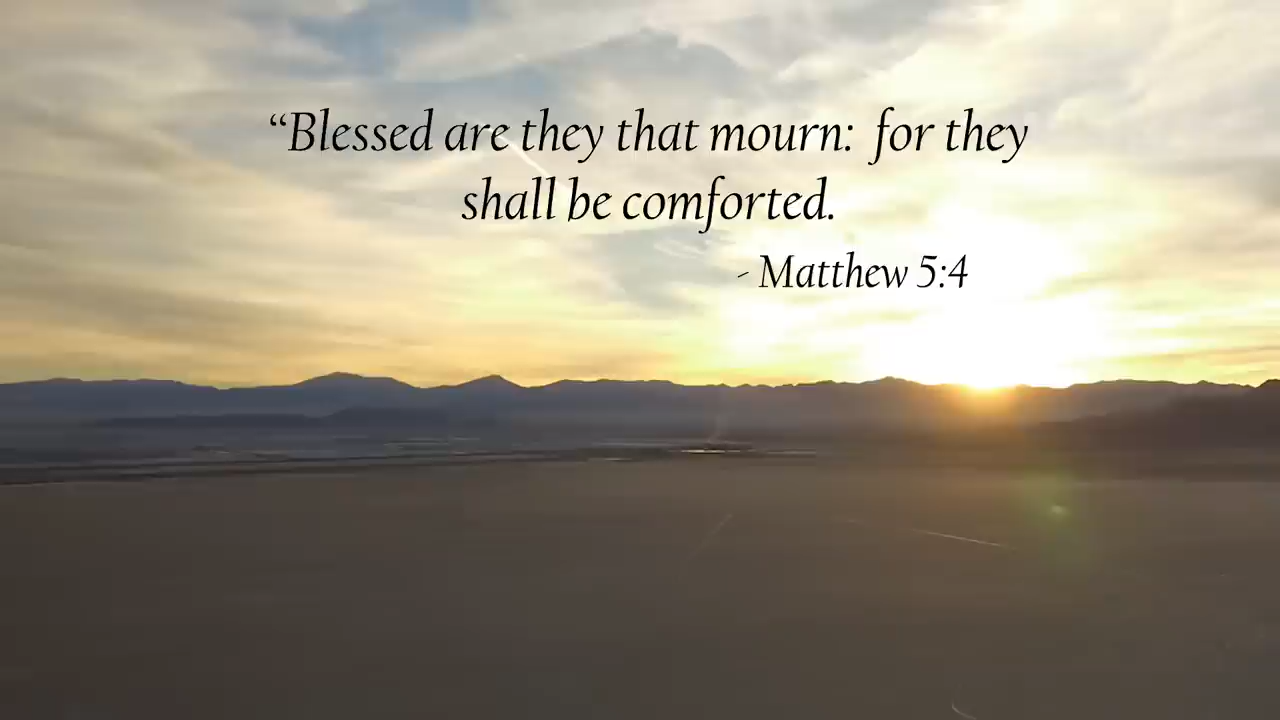 “Blessed are they that mourn:  for they
shall be comforted.
- Matthew 5:4